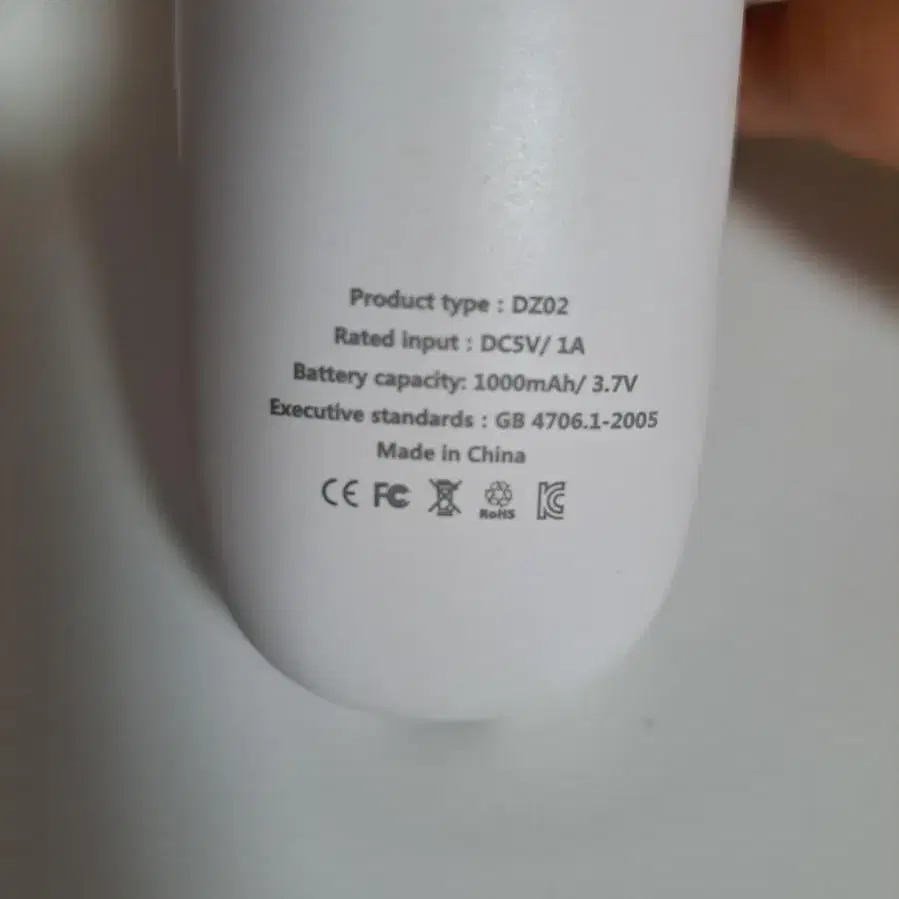 Product type : DZ02
Rated input : DC5V/ 1A
Battery capacity: 1000mAh/ 3.7V
Executive standards : GB 4706.1-2005
Made in China
CE FC RoHS KC